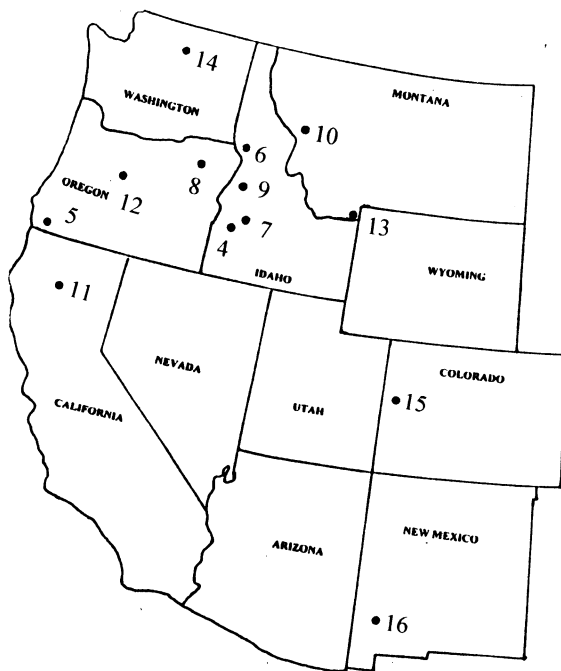 14
WASHINGTON
MONTANA
10
6
8
9
OREGON
12
5
7
4
13
IDAHO
WYOMING
11
NEVADA
COLORADO
CALIFORNIA
UTAH
15
ARIZONA
NEW MEXICO
16